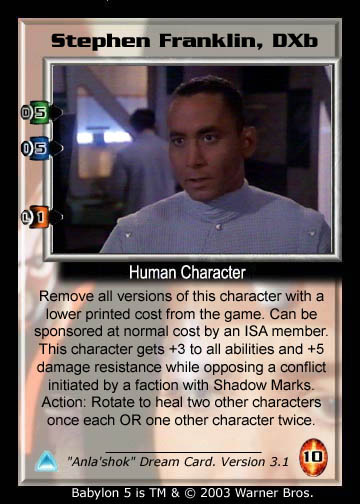 Stephen Franklin, DXb
D 5
I 5
L 1
Human Character
Remove all versions of this character with a
lower printed cost from the game. Can be
sponsored at normal cost by an ISA member.
This character gets +3 to all abilities and +5
damage resistance while opposing a conflict
initiated by a faction with Shadow Marks.
Action: Rotate to heal two other characters
once each OR one other character twice.
"Anla'shok" Dream Card. Version 3.1
10
Babylon 5 is TM & © 2003 Warner Bros.